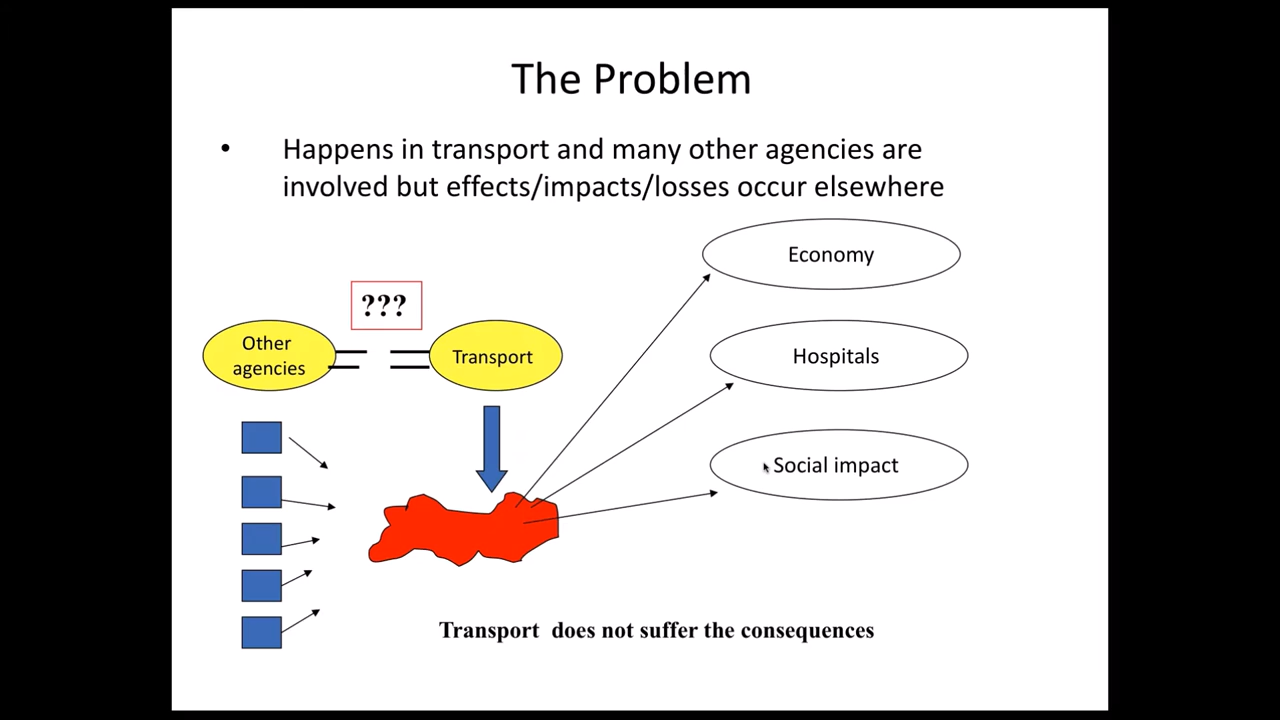 The Problem
• Happens in transport and many other agencies are
involved but effects/impacts/losses occur elsewhere
Economy
???
Other
agencies
Transport
Hospitals
Social impact
Transport does not suffer the consequences